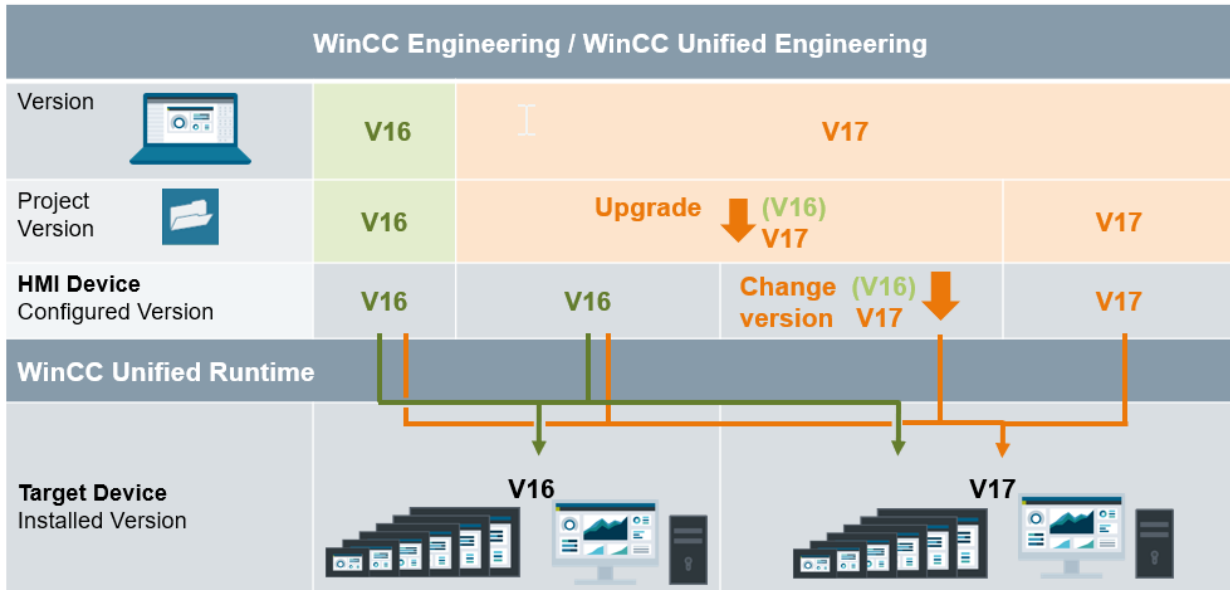 WinCC Engineering / WinCC Unified Engineering
Version
V16
V17
Project
Version
V16
Upgrade
(V16)
V17
V17
HMI Device
Configured Version
V16
V16
Change
version
(V16)
V17
V17
WinCC Unified Runtime
Target Device
Installed Version
V16
V17